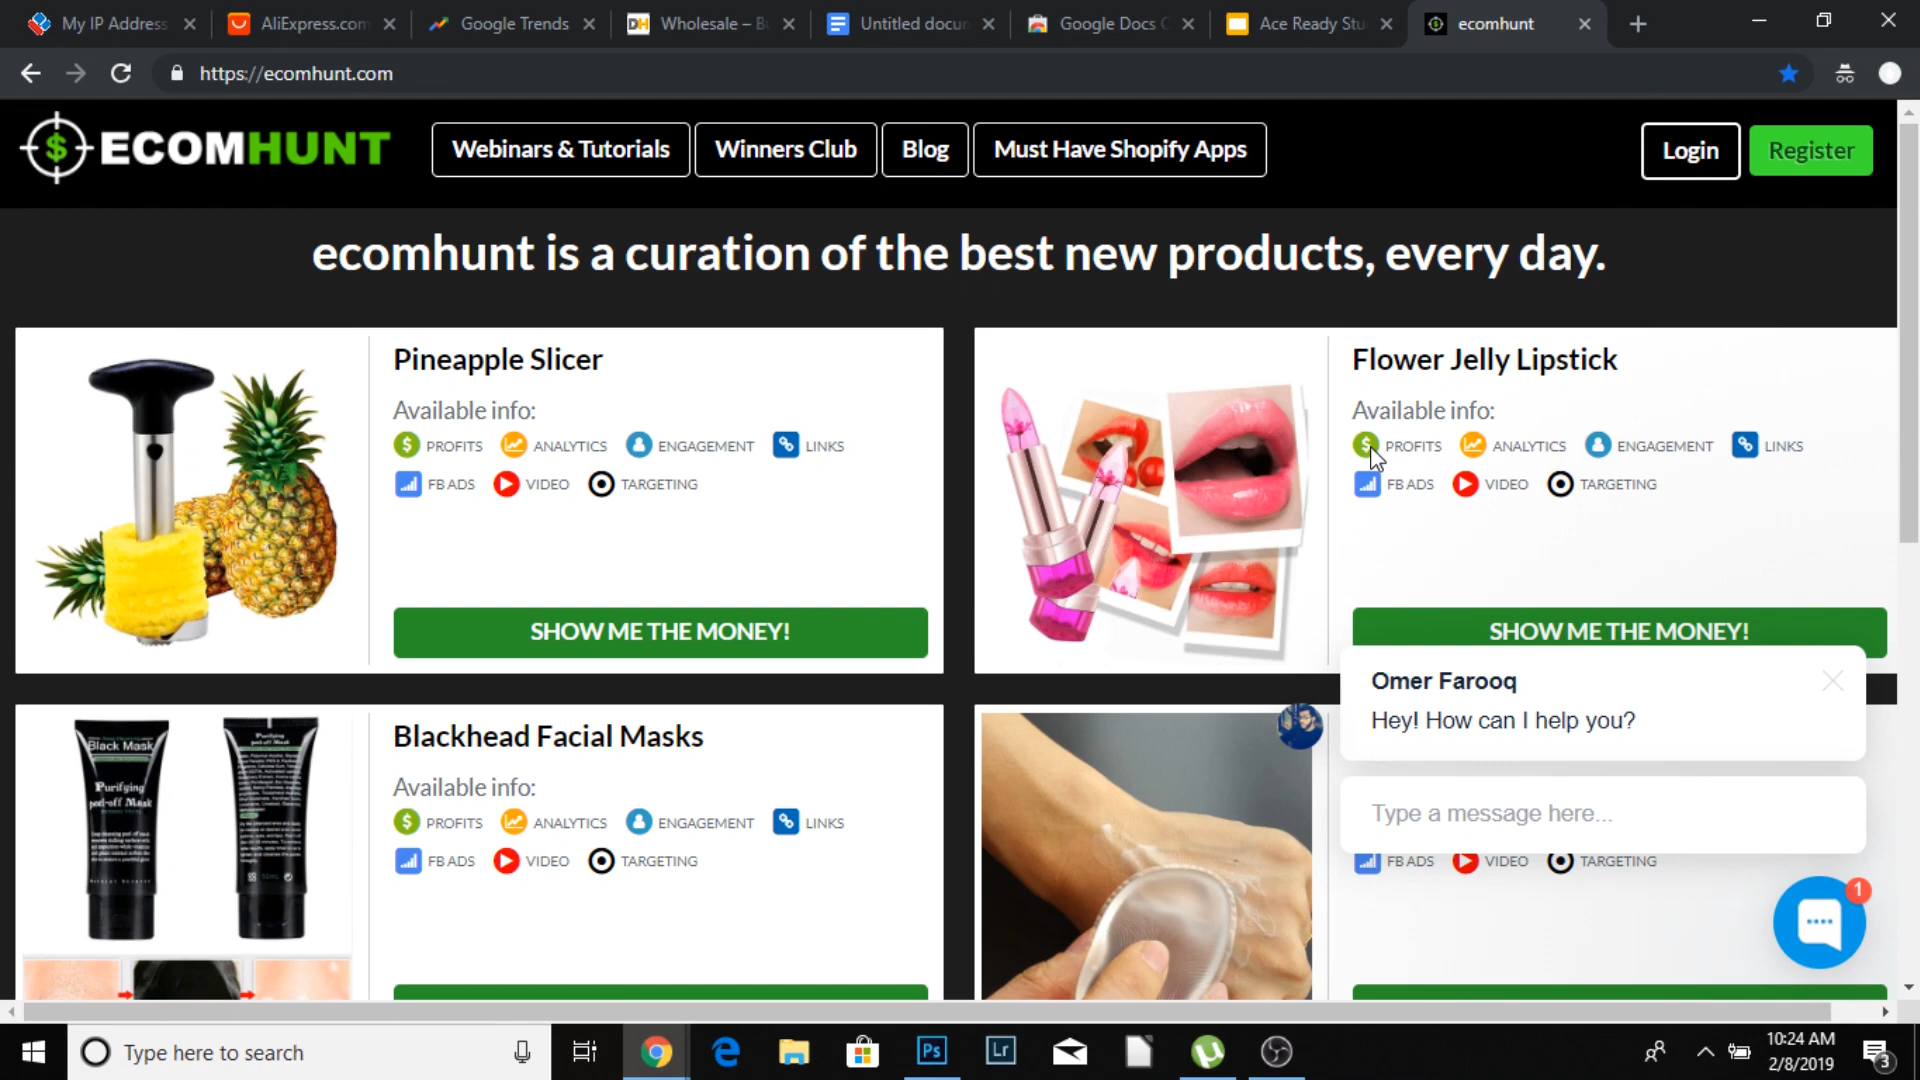 My IP Address
AliExpress.com
Google Trends
Wholesale – B
Untitled docum
Google Docs
Ace Ready Stu
ecomhunt
https://ecomhunt.com
ECOMHUNT
Webinars & Tutorials
Winners Club
Blog
Must Have Shopify Apps
Login
Register
ecomhunt is a curation of the best new products, every day.
Pineapple Slicer
Available info:
PROFITS ANALYTICS ENGAGEMENT LINKS
FB ADS VIDEO TARGETING
SHOW ME THE MONEY!
Flower Jelly Lipstick
Available info:
PROFITS ANALYTICS ENGAGEMENT LINKS
FB ADS VIDEO TARGETING
SHOW ME THE MONEY!
Black Mask
Purifying
peel-off Mask
Blackhead Facial Masks
Available info:
PROFITS ANALYTICS ENGAGEMENT LINKS
FB ADS VIDEO TARGETING
Omer Farooq
Hey! How can I help you?
Type a message here...
FB ADS VIDEO TARGETING
1
Type here to search
Ps
Lr
10:24 AM
2/8/2019
3